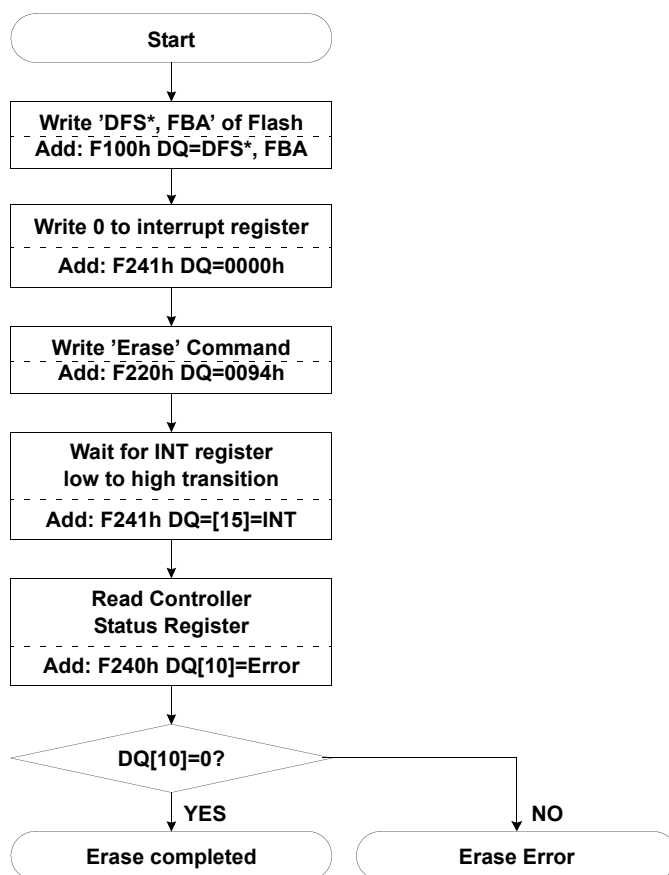 Start
Write ’DFS*, FBA’ of Flash
Add: F100h DQ=DFS*, FBA
Write 0 to interrupt register
Add: F241h DQ=0000h
Write ’Erase’ Command
Add: F220h DQ=0094h
Wait for INT register
low to high transition
Add: F241h DQ=[15]=INT
Read Controller
Status Register
Add: F240h DQ[10]=Error
DQ[10]=0?
YES
NO
Erase completed
Erase Error